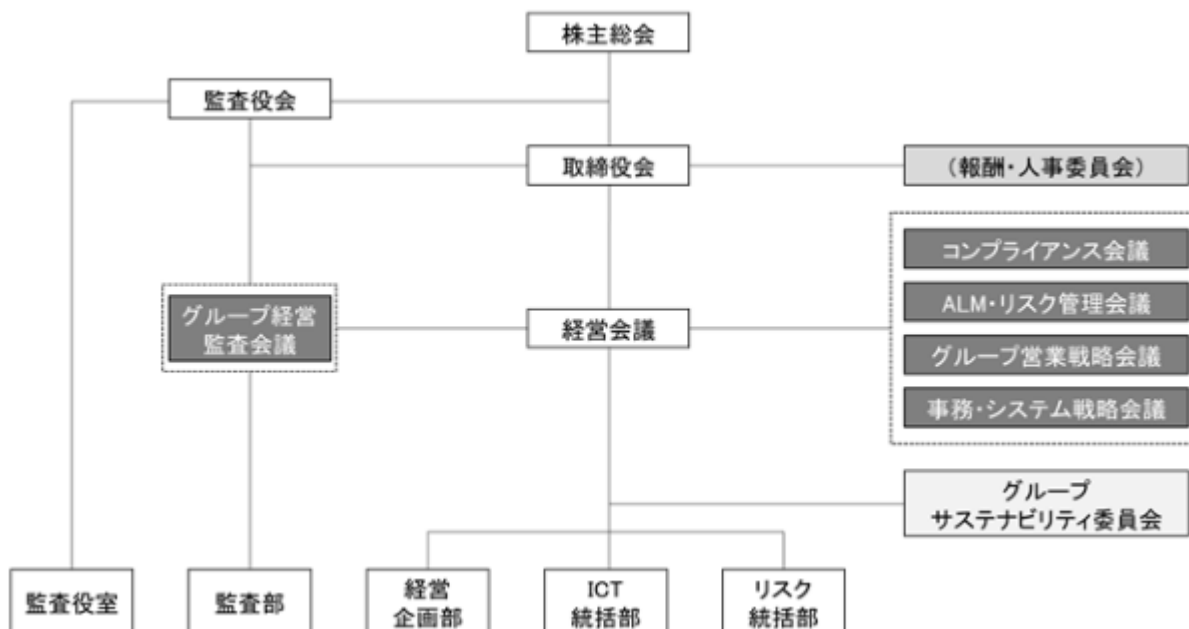 株主総会
監査役会
取締役会
（報酬・人事委員会）
コンプライアンス会議
ALM・リスク管理会議
グループ営業戦略会議
事務・システム戦略会議
グループ経営
監査会議
経営会議
グループ
サステナビリティ委員会
監査役室
監査部
経営
企画部
ICT
統括部
リスク
統括部